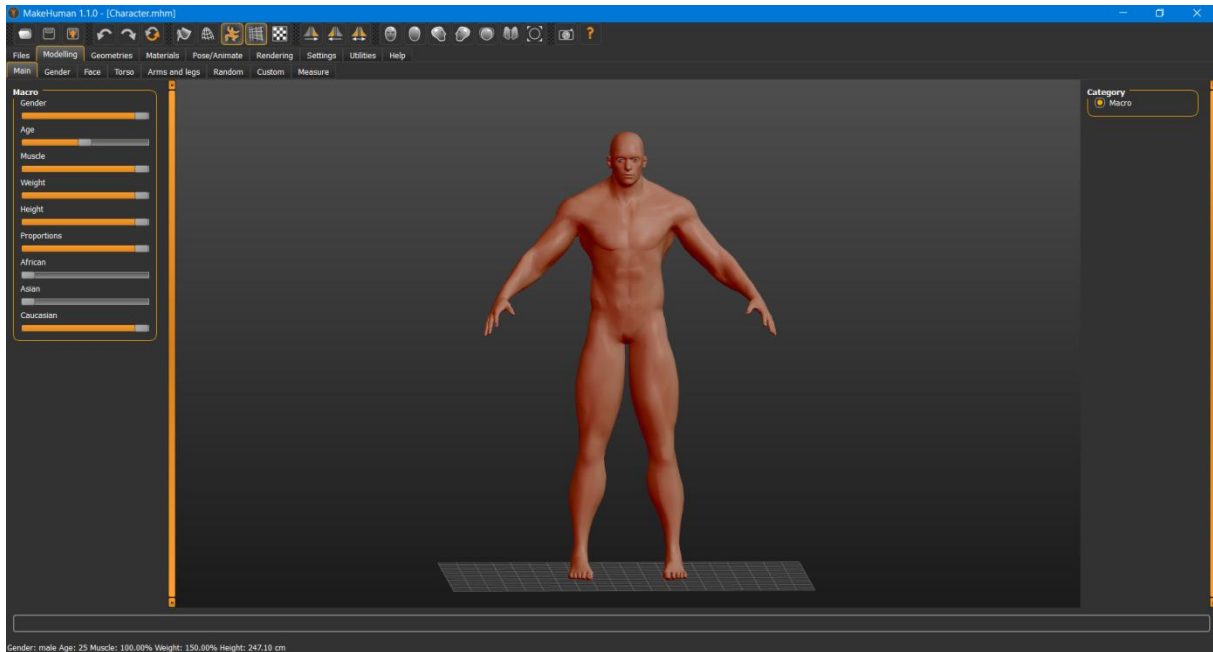 MakeHuman 1.1.0 - [Character.mhm]
Files Modelling Geometries Materials Pose/Animate Rendering Settings Utilities Help
Main Gender Face Torso Arms and legs Random Custom Measure
Macro
Gender
Age
Muscle
Weight
Height
Proportions
African
Asian
Caucasian
Category
Macro
Gender: male Age: 25 Muscle: 100.00% Weight: 150.00% Height: 247.10 cm